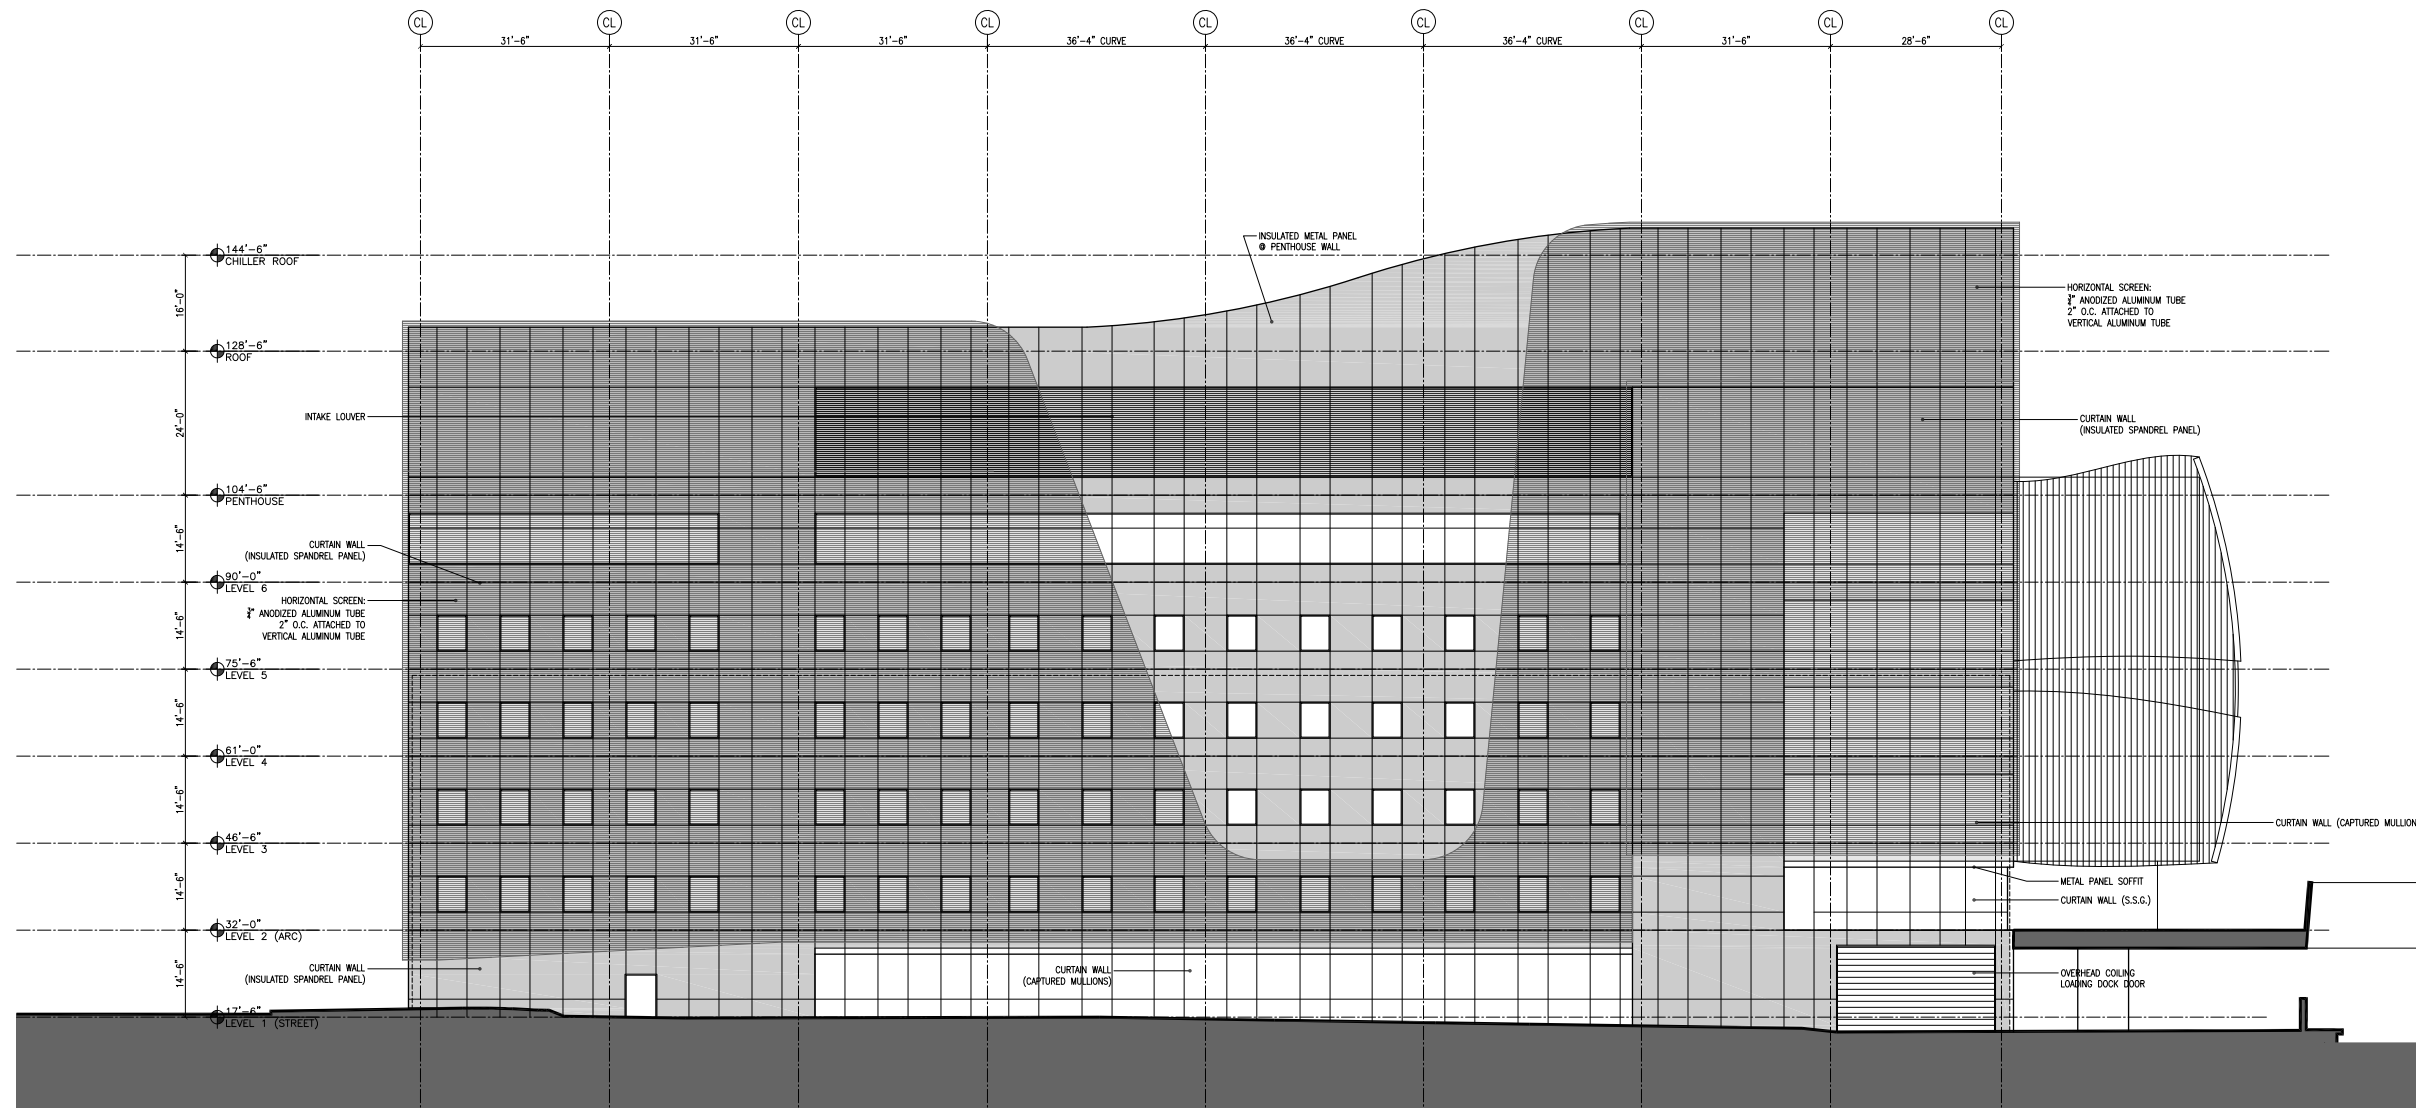 CL CL CL CL CL CL CL CL CL
31'-6" 31'-6" 31'-6" 36'-4" CURVE 36'-4" CURVE 36'-4" CURVE 31'-6" 28'-6"
INSULATED METAL PANEL
@ PENTHOUSE WALL
144'-6"
CHILLER ROOF
16'-0"
HORIZONTAL SCREEN:
¾" ANODIZED ALUMINUM TUBE
2" O.C. ATTACHED TO
VERTICAL ALUMINUM TUBE
128'-6"
ROOF
24'-0"
INTAKE LOUVER
CURTAIN WALL
(INSULATED SPANDREL PANEL)
104'-6"
PENTHOUSE
14'-6"
CURTAIN WALL
(INSULATED SPANDREL PANEL)
90'-0"
LEVEL 6
HORIZONTAL SCREEN:
¾" ANODIZED ALUMINUM TUBE
2" O.C. ATTACHED TO
VERTICAL ALUMINUM TUBE
14'-6"
75'-6"
LEVEL 5
14'-6"
61'-0"
LEVEL 4
14'-6"
CURTAIN WALL (CAPTURED MULLION
46'-6"
LEVEL 3
14'-6"
METAL PANEL SOFFIT
CURTAIN WALL (S.S.G.)
32'-0"
LEVEL 2 (ARC)
14'-6"
CURTAIN WALL
(INSULATED SPANDREL PANEL)
CURTAIN WALL
(CAPTURED MULLIONS)
OVERHEAD COILING
LOADING DOCK DOOR
17'-6"
LEVEL 1 (STREET)